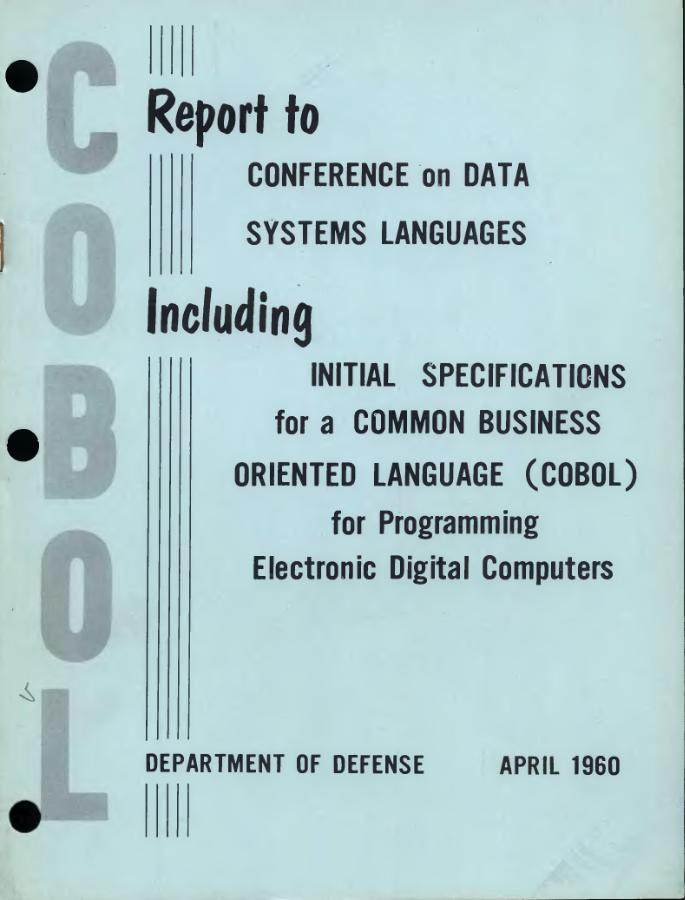 COBOL
Report to
CONFERENCE on DATA
SYSTEMS LANGUAGES
Including
INITIAL SPECIFICATIONS
for a COMMON BUSINESS
ORIENTED LANGUAGE (COBOL)
for Programming
Electronic Digital Computers
DEPARTMENT OF DEFENSE APRIL 1960